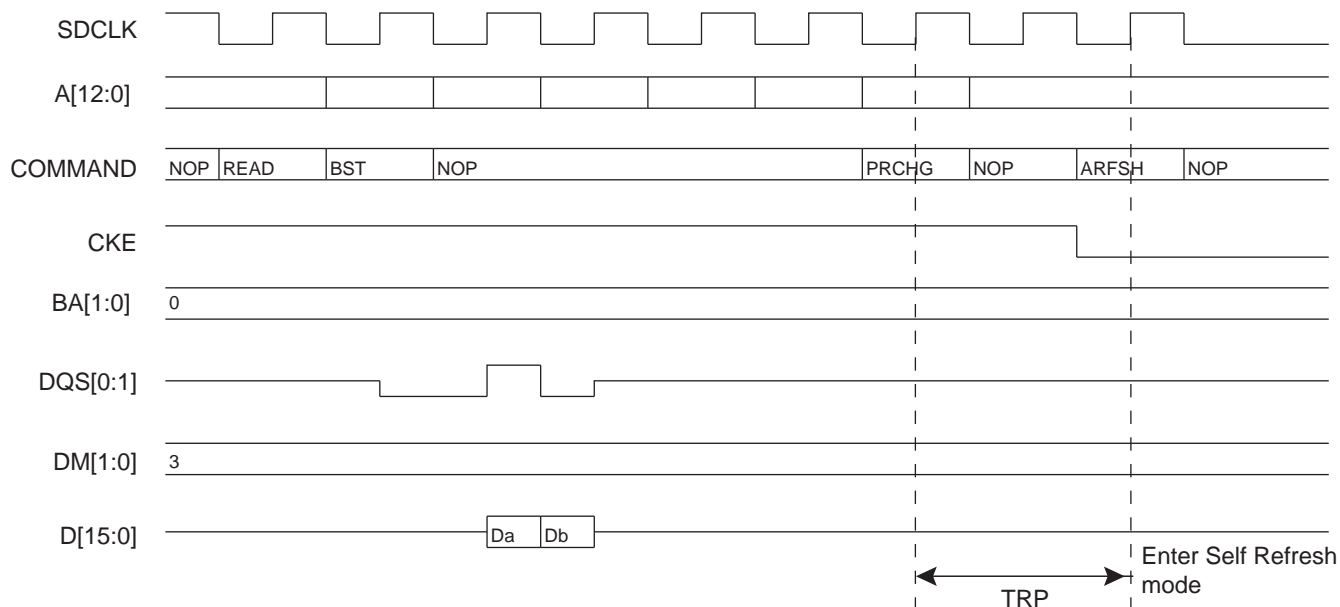 SDCLK
A[12:0]
COMMAND NOP READ BST NOP PRCHG NOP ARFSH NOP
CKE
BA[1:0] 0
DQS[0:1]
DM[1:0] 3
D[15:0] Da Db
TRP
Enter Self Refresh
mode